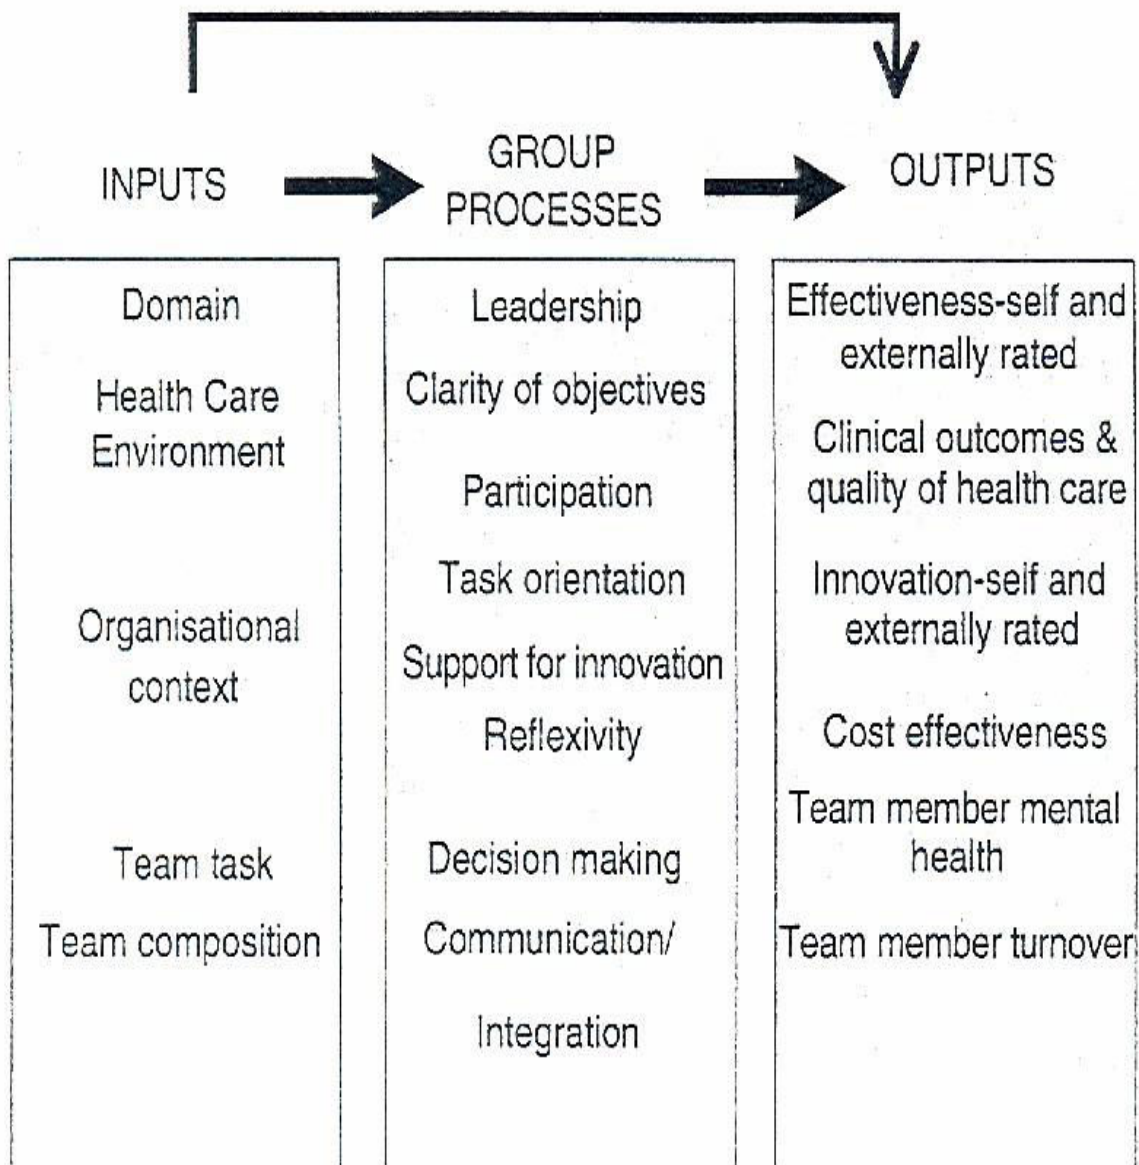 INPUTS
GROUP
PROCESSES
OUTPUTS
Domain
Health Care
Environment
Organisational
context
Team task
Team composition
Leadership
Clarity of objectives
Participation
Task orientation
Support for innovation
Reflexivity
Decision making
Communication/
Integration
Effectiveness-self and
externally rated
Clinical outcomes &
quality of health care
Innovation-self and
externally rated
Cost effectiveness
Team member mental
health
Team member turnover